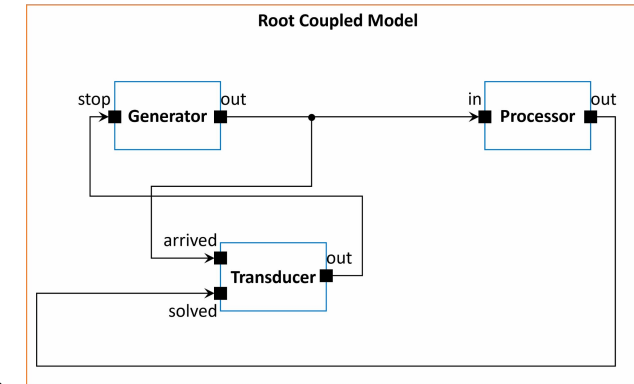 Root Coupled Model
stop
out
Generator
in
out
Processor
arrived
out
Transducer
solved